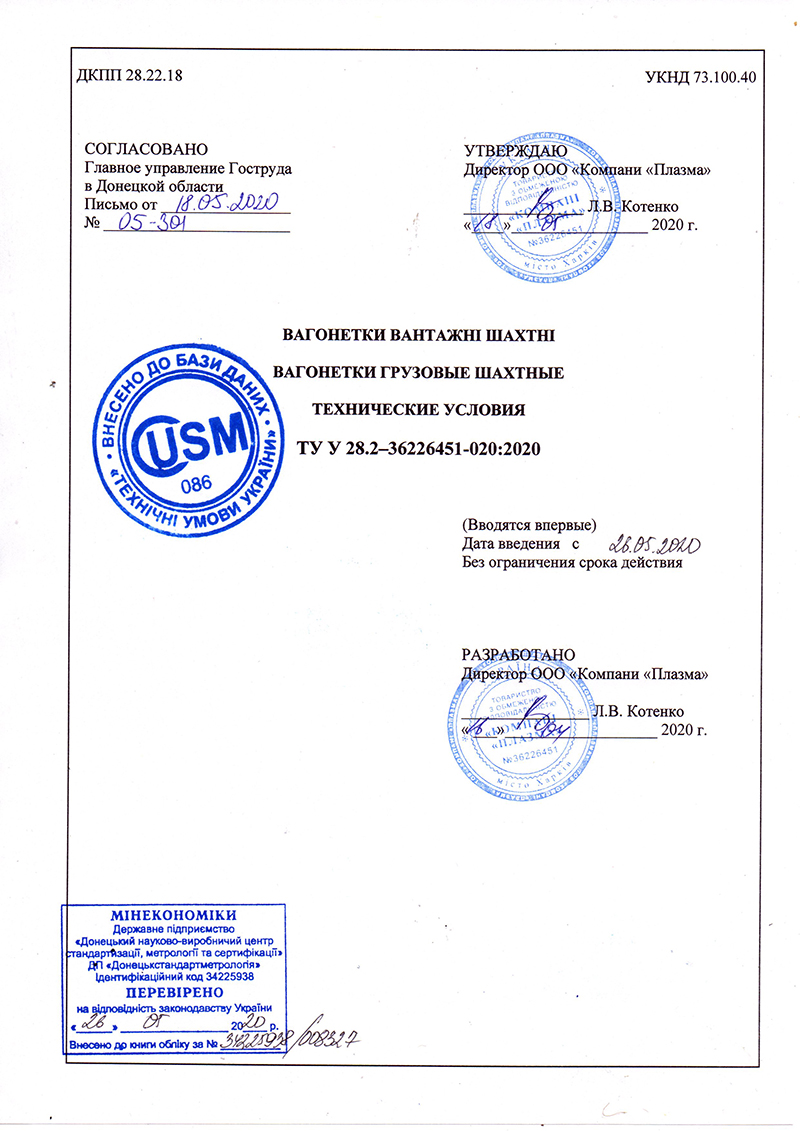 ДКПП 28.22.18
УКНД 73.100.40
СОГЛАСОВАНО
Главное управление Гоструда
в Донецкой области
Письмо от 18.05.2020
№ 05-301
УТВЕРЖДАЮ
Директор ООО «Компани «Плазма»
Л.В. Котенко
«18» 05 2020 г.
ТОВАРИСТВО
З ОБМЕЖЕНОЮ
ВІДПОВІДАЛЬНІСТЮ
«КОМПАНІ
«ПЛАЗМА»
№36226451
місто Харків
ВАГОНЕТКИ ВАНТАЖНІ ШАХТНІ
ВАГОНЕТКИ ГРУЗОВЫЕ ШАХТНЫЕ
ТЕХНИЧЕСКИЕ УСЛОВИЯ
ТУ У 28.2–36226451-020:2020
ВНЕСЕНО ДО БАЗИ ДАНИХ
CUSM
086
«ТЕХНІЧНІ УМОВИ УКРАЇНИ»
(Вводятся впервые)
Дата введения с 26.05.2020
Без ограничения срока действия
РАЗРАБОТАНО
Директор ООО «Компани «Плазма»
Л.В. Котенко
«16» 2020 г.
ТОВАРИСТВО
З ОБМЕЖЕНОЮ
ВІДПОВІДАЛЬНІСТЮ
«КОМПАНІ
«ПЛАЗМА»
№36226451
місто Харків
МІНЕКОНОМІКИ
Державне підприємство
«Донецький науково-виробничий центр
стандартизації, метрології та сертифікації»
ДП «Донецькстандартметрологія»
Ідентифікаційний код 34225938
ПЕРЕВІРЕНО
на відповідність законодавству України
«26» 05 2020 р.
Внесено до книги обліку за № 34225938/008327